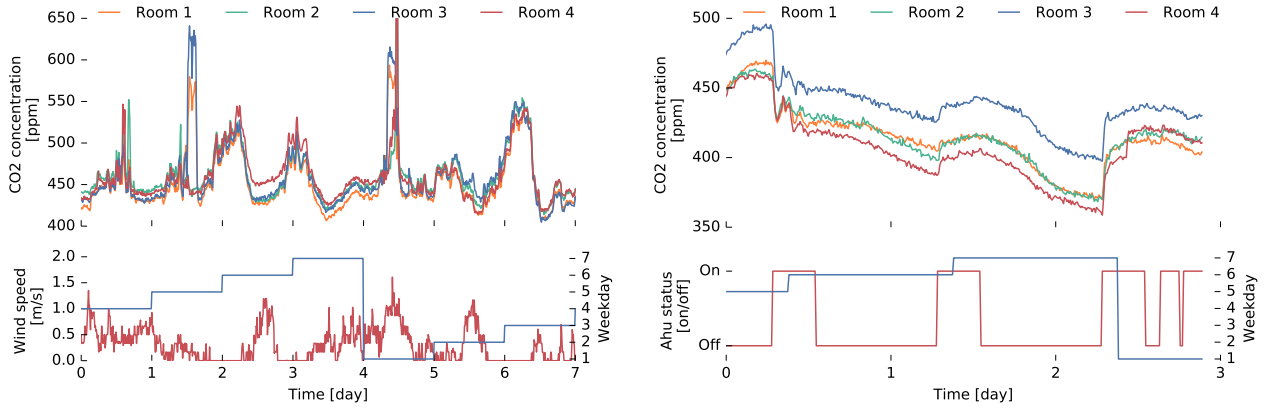 Room 1 Room 2 Room 3 Room 4
650
600
550
500
450
400
CO2 concentration
[ppm]
2.0
1.5
1.0
0.5
0.0
Wind speed
[m/s]
7
6
5
4
3
2
1
Weekday
0 1 2 3 4 5 6 7
Time [day]
Room 1 Room 2 Room 3 Room 4
500
450
400
350
CO2 concentration
[ppm]
On
Off
Ahu status
[on/off]
7
6
5
4
3
2
1
Weekday
0 1 2 3
Time [day]